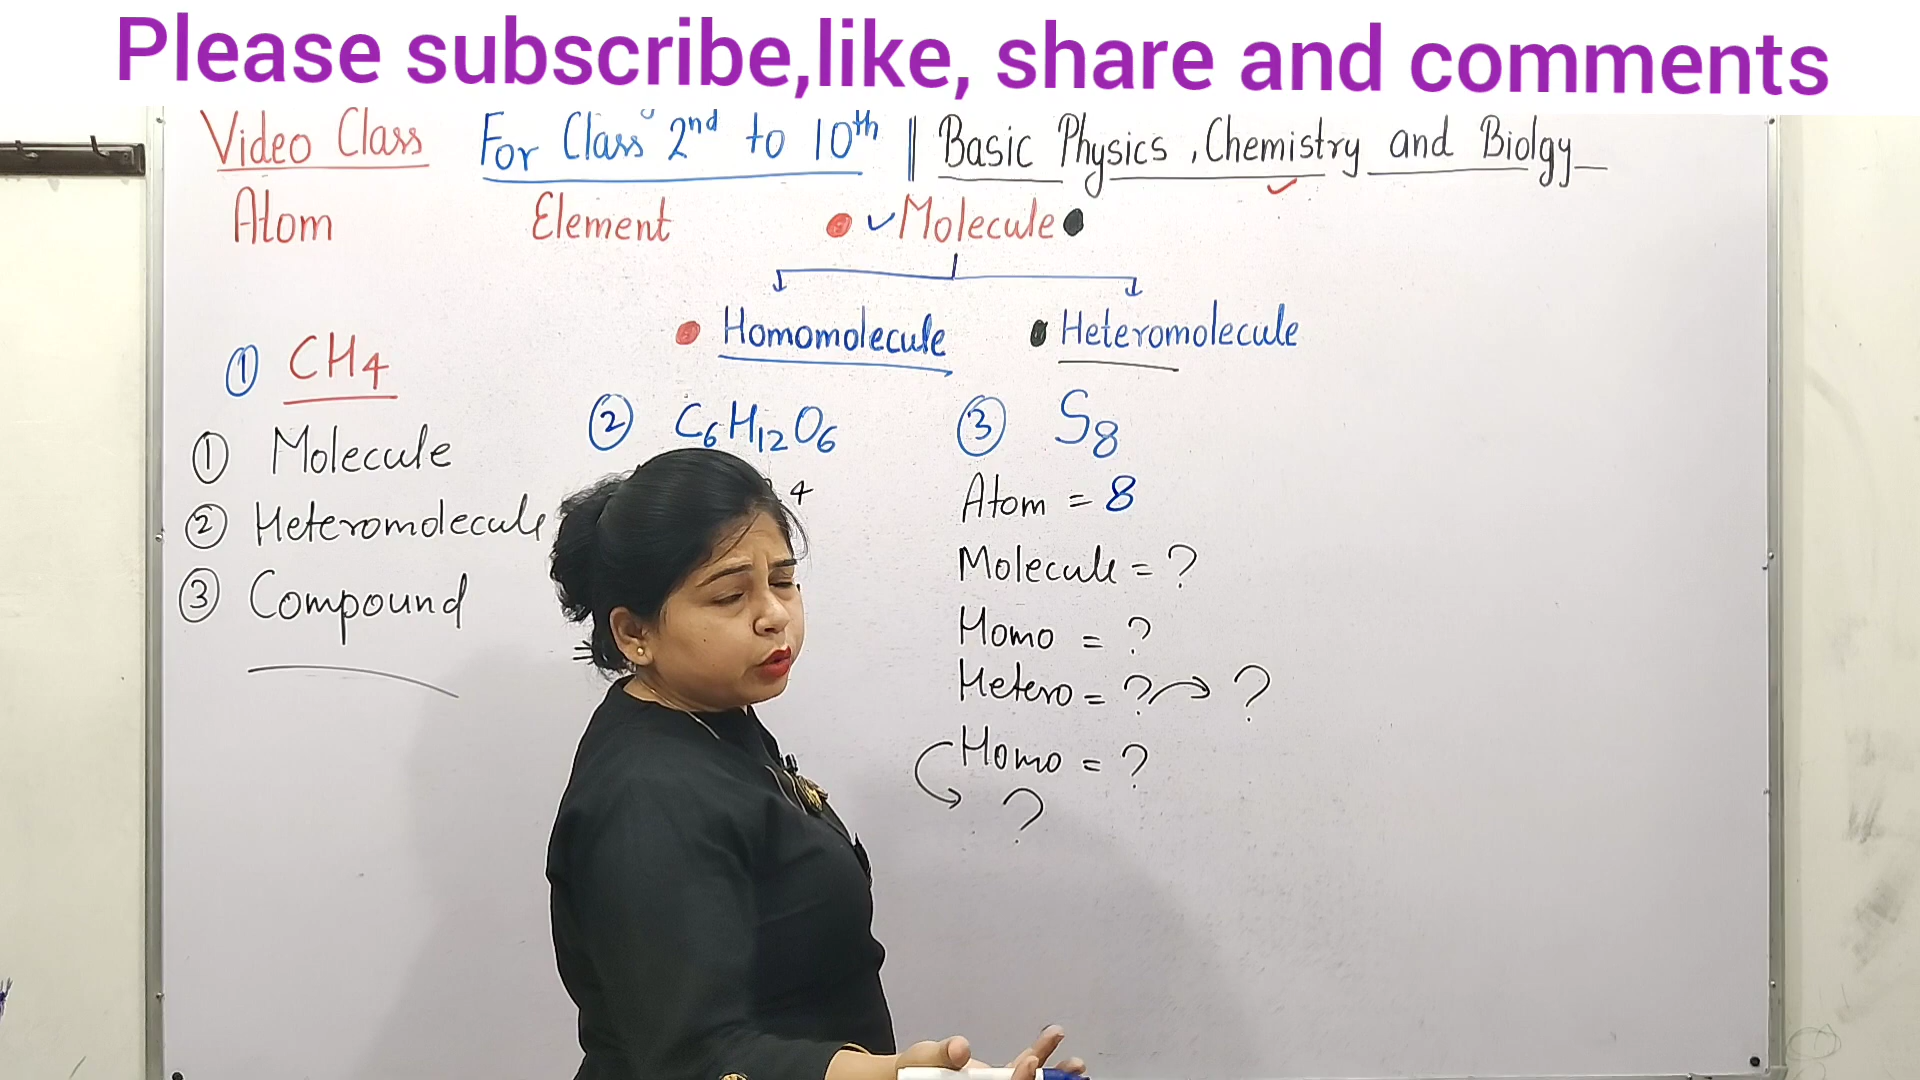 Please subscribe,like, share and comments
Video Class For Class 2nd to 10th || Basic Physics ,Chemistry and Biolgy
Atom Element Molecule
Homomolecule Heteromolecule
① CH4
① Molecule
② Heteromolecule
③ Compound
② C6H12O6
4
③ S8
Atom = 8
Molecule = ?
Homo = ?
Hetero = ? → ?
Homo = ?
?